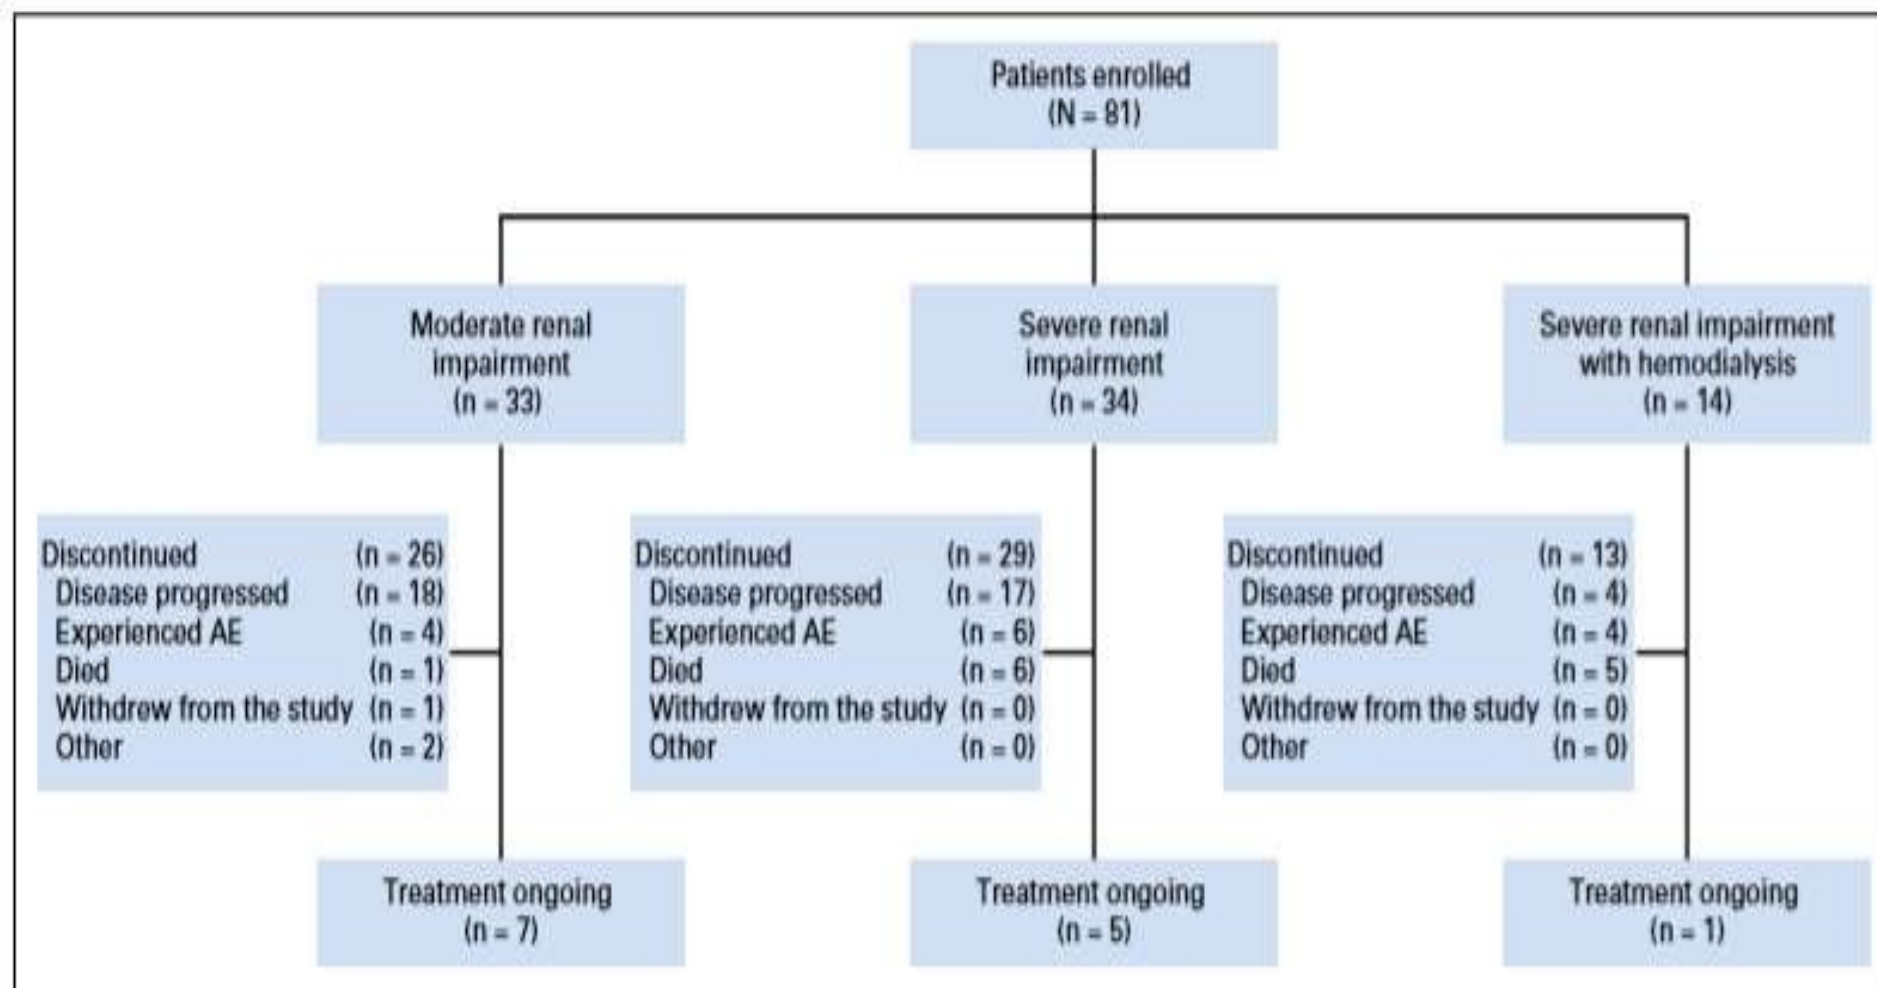 Patients enrolled
(N = 81)
Moderate renal
impairment
(n = 33)
Severe renal
impairment
(n = 34)
Severe renal impairment
with hemodialysis
(n = 14)
Discontinued (n = 26)
Disease progressed (n = 18)
Experienced AE (n = 4)
Died (n = 1)
Withdrew from the study (n = 1)
Other (n = 2)
Discontinued (n = 29)
Disease progressed (n = 17)
Experienced AE (n = 6)
Died (n = 6)
Withdrew from the study (n = 0)
Other (n = 0)
Discontinued (n = 13)
Disease progressed (n = 4)
Experienced AE (n = 4)
Died (n = 5)
Withdrew from the study (n = 0)
Other (n = 0)
Treatment ongoing
(n = 7)
Treatment ongoing
(n = 5)
Treatment ongoing
(n = 1)